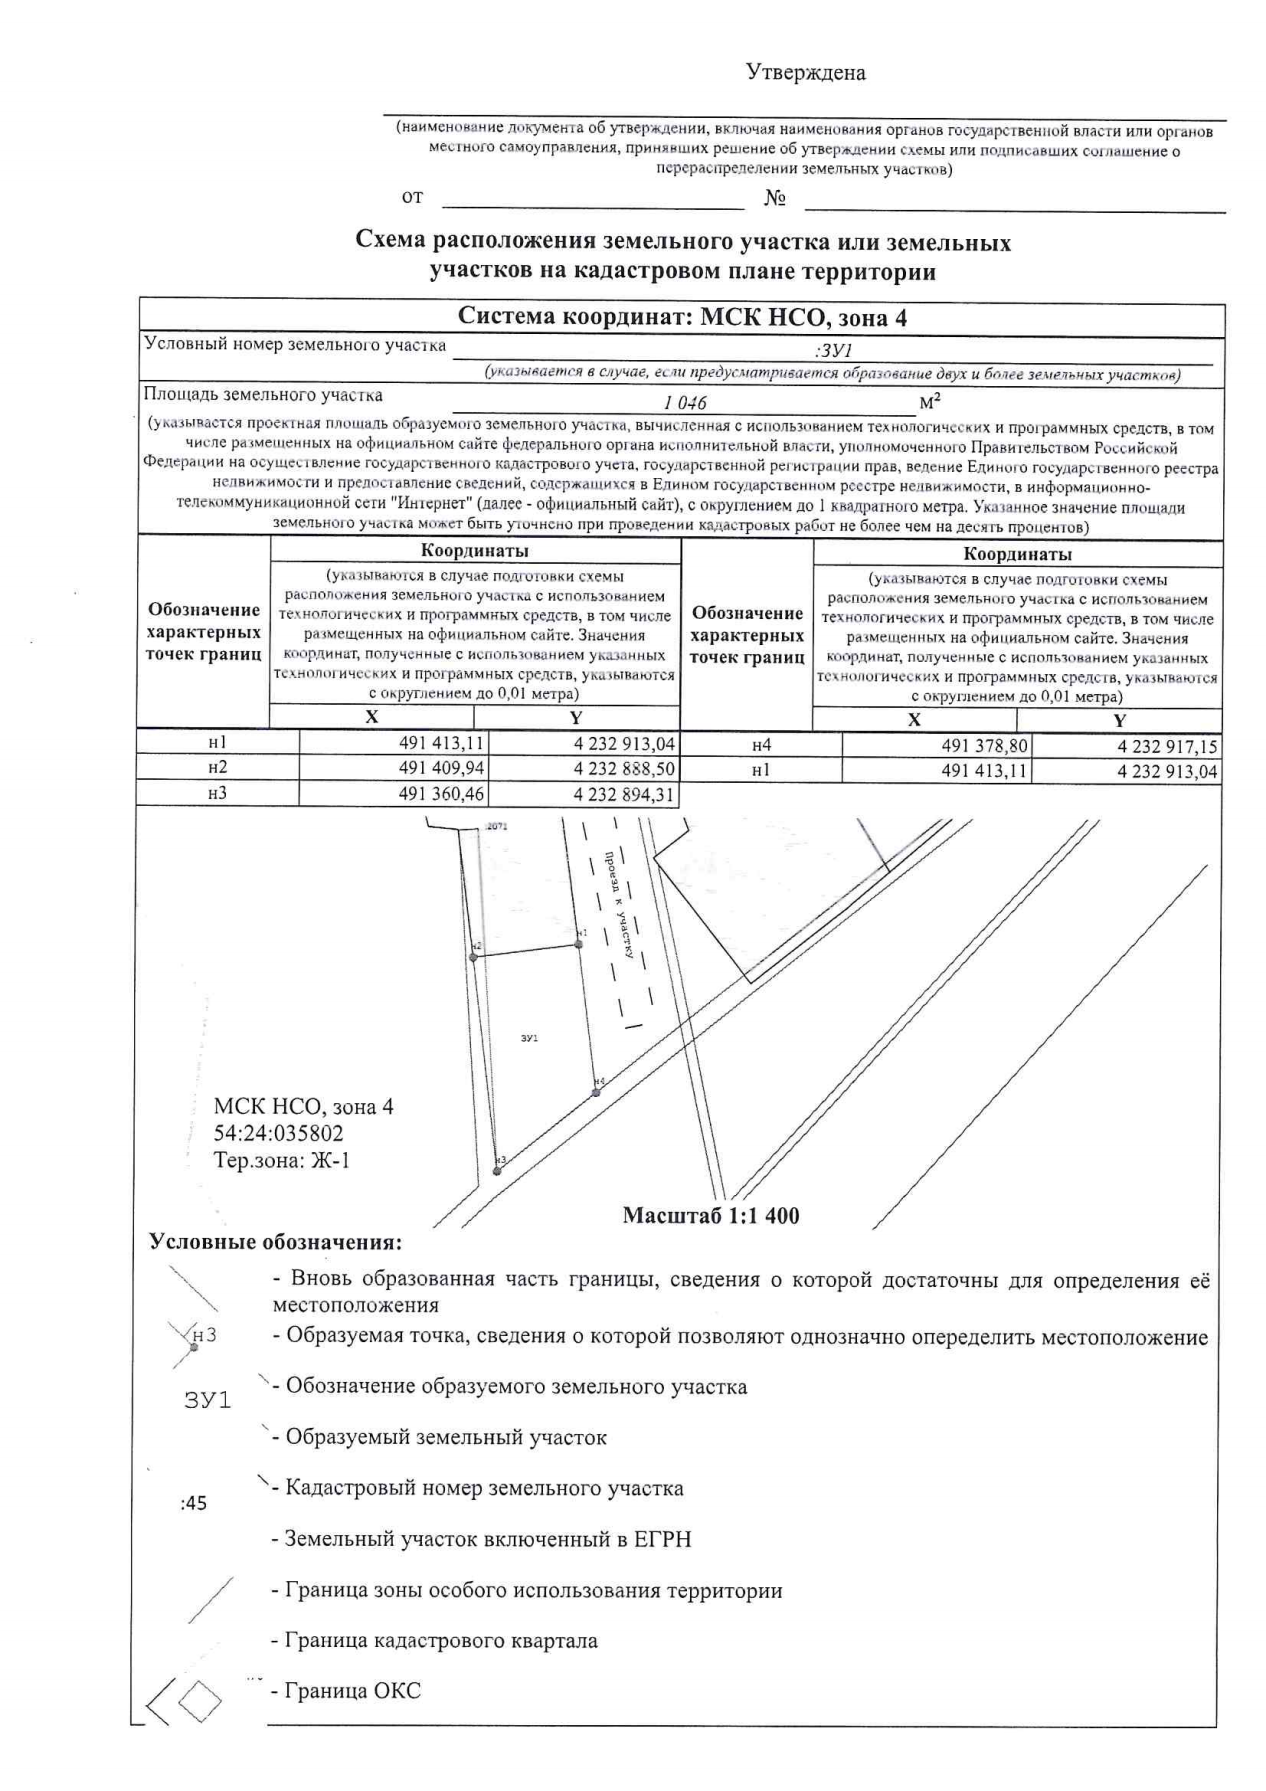 Утверждена
(наименование документа об утверждении, включая наименования органов государственной власти или органов
местного самоуправления, принявших решение об утверждении схемы или подписавших соглашение о
перераспределении земельных участков)
от № 
Схема расположения земельного участка или земельных
участков на кадастровом плане территории
Система координат: МСК НСО, зона 4
Условный номер земельного участка :ЗУ1
(указывается в случае, если предусматривается образование двух и более земельных участков)
Площадь земельного участка 1 046 м²
(указывается проектная площадь образуемого земельного участка, вычисленная с использованием технологических и программных средств, в том
числе размещенных на официальном сайте федерального органа исполнительной власти, уполномоченного Правительством Российской
Федерации на осуществление государственного кадастрового учета, государственной регистрации прав, ведение Единого государственного реестра
недвижимости и предоставление сведений, содержащихся в Едином государственном реестре недвижимости, в информационно-
телекоммуникационной сети "Интернет" (далее - официальный сайт), с округлением до 1 квадратного метра. Указанное значение площади
земельного участка может быть уточнено при проведении кадастровых работ не более чем на десять процентов)
Обозначение
характерных
точек границ
Координаты
(указываются в случае подготовки схемы
расположения земельного участка с использованием
технологических и программных средств, в том числе
размещенных на официальном сайте. Значения
координат, полученные с использованием указанных
технологических и программных средств, указываются
с округлением до 0,01 метра)
X Y
Обозначение
характерных
точек границ
Координаты
(указываются в случае подготовки схемы
расположения земельного участка с использованием
технологических и программных средств, в том числе
размещенных на официальном сайте. Значения
координат, полученные с использованием указанных
технологических и программных средств, указываются
с округлением до 0,01 метра)
X Y
н1 491 413,11 4 232 913,04 н4 491 378,80 4 232 917,15
н2 491 409,94 4 232 888,50 н1 491 413,11 4 232 913,04
н3 491 360,46 4 232 894,31
:2071
Проезд к участку
н1
н2
ЗУ1
н4
н3
МСК НСО, зона 4
54:24:035802
Тер.зона: Ж-1
Масштаб 1:1 400
Условные обозначения:
- Вновь образованная часть границы, сведения о которой достаточны для определения её
местоположения
н3 - Образуемая точка, сведения о которой позволяют однозначно опеределить местоположение
ЗУ1 - Обозначение образуемого земельного участка
- Образуемый земельный участок
:45 - Кадастровый номер земельного участка
- Земельный участок включенный в ЕГРН
- Граница зоны особого использования территории
- Граница кадастрового квартала
- Граница ОКС